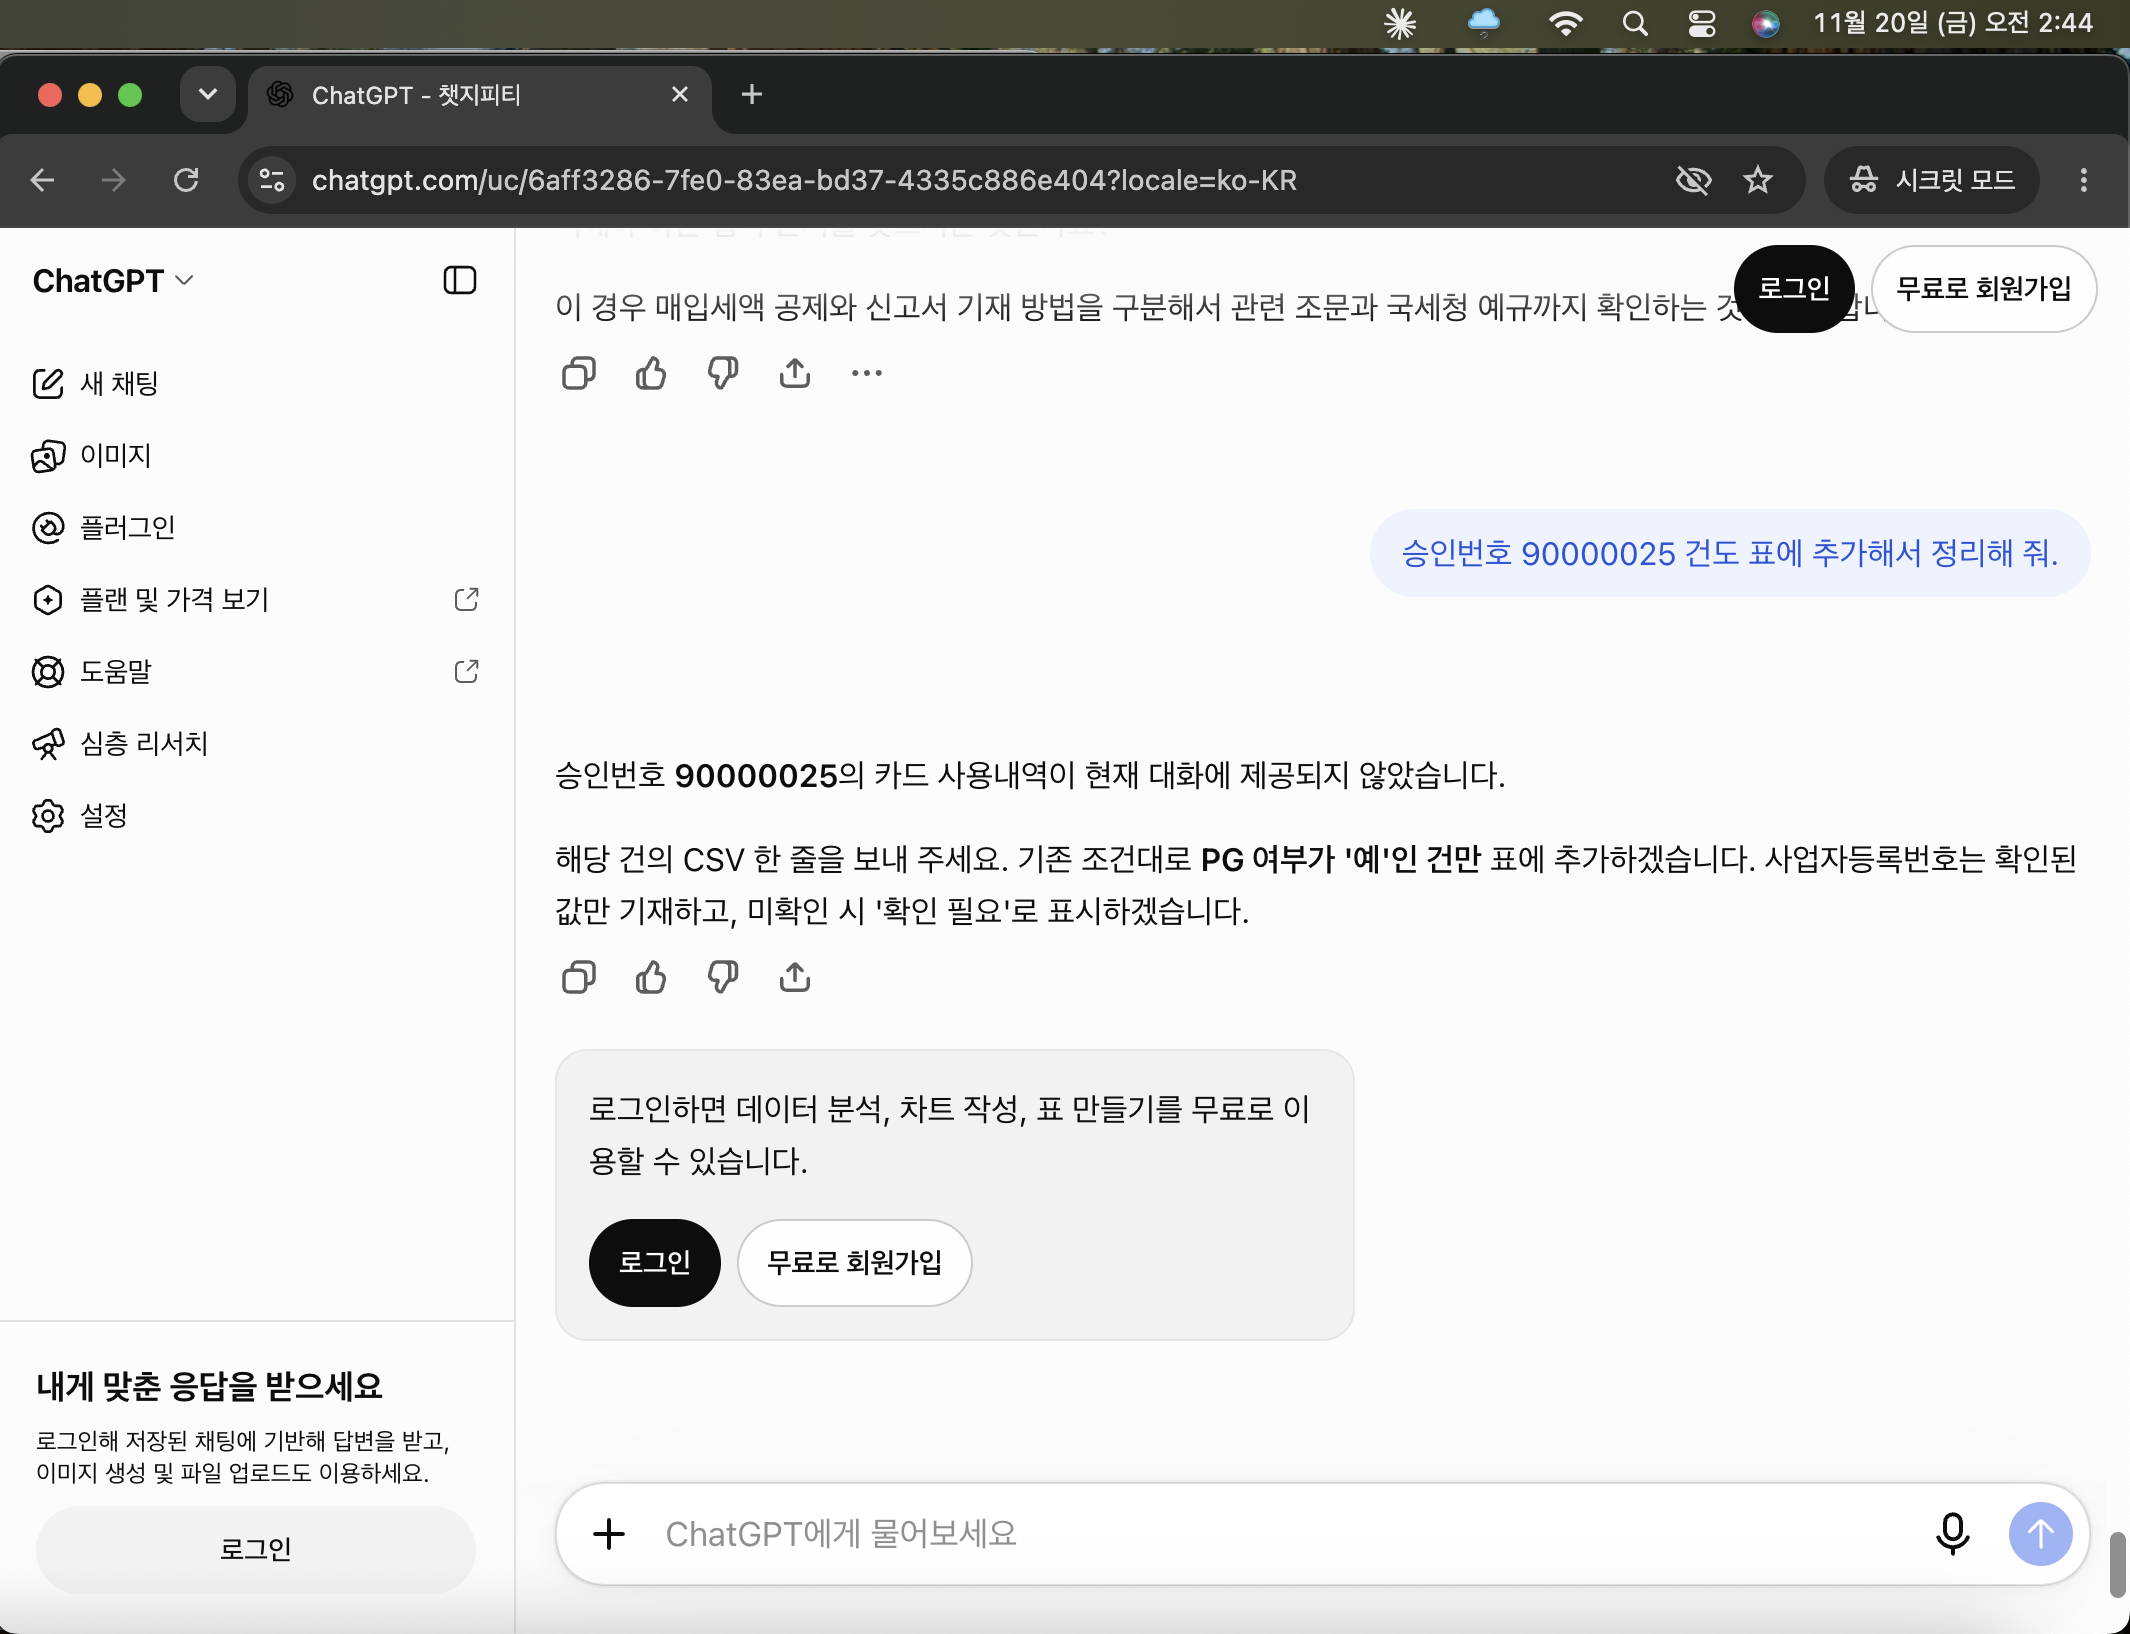 11월 20일 (금) 오전 2:44
ChatGPT - 챗지피티
chatgpt.com/uc/6aff3286-7fe0-83ea-bd37-4335c886e404?locale=ko-KR
시크릿 모드
ChatGPT
새 채팅
이미지
플러그인
플랜 및 가격 보기
도움말
심층 리서치
설정
내게 맞춘 응답을 받으세요
로그인해 저장된 채팅에 기반해 답변을 받고,
이미지 생성 및 파일 업로드도 이용하세요.
로그인
로그인
무료로 회원가입
이 경우 매입세액 공제와 신고서 기재 방법을 구분해서 관련 조문과 국세청 예규까지 확인하는
승인번호 90000025 건도 표에 추가해서 정리해 줘.
승인번호 90000025의 카드 사용내역이 현재 대화에 제공되지 않았습니다.
해당 건의 CSV 한 줄을 보내 주세요. 기존 조건대로 PG 여부가 '예'인 건만 표에 추가하겠습니다. 사업자등록번호는 확인된
값만 기재하고, 미확인 시 '확인 필요'로 표시하겠습니다.
로그인하면 데이터 분석, 차트 작성, 표 만들기를 무료로 이
용할 수 있습니다.
로그인
무료로 회원가입
ChatGPT에게 물어보세요